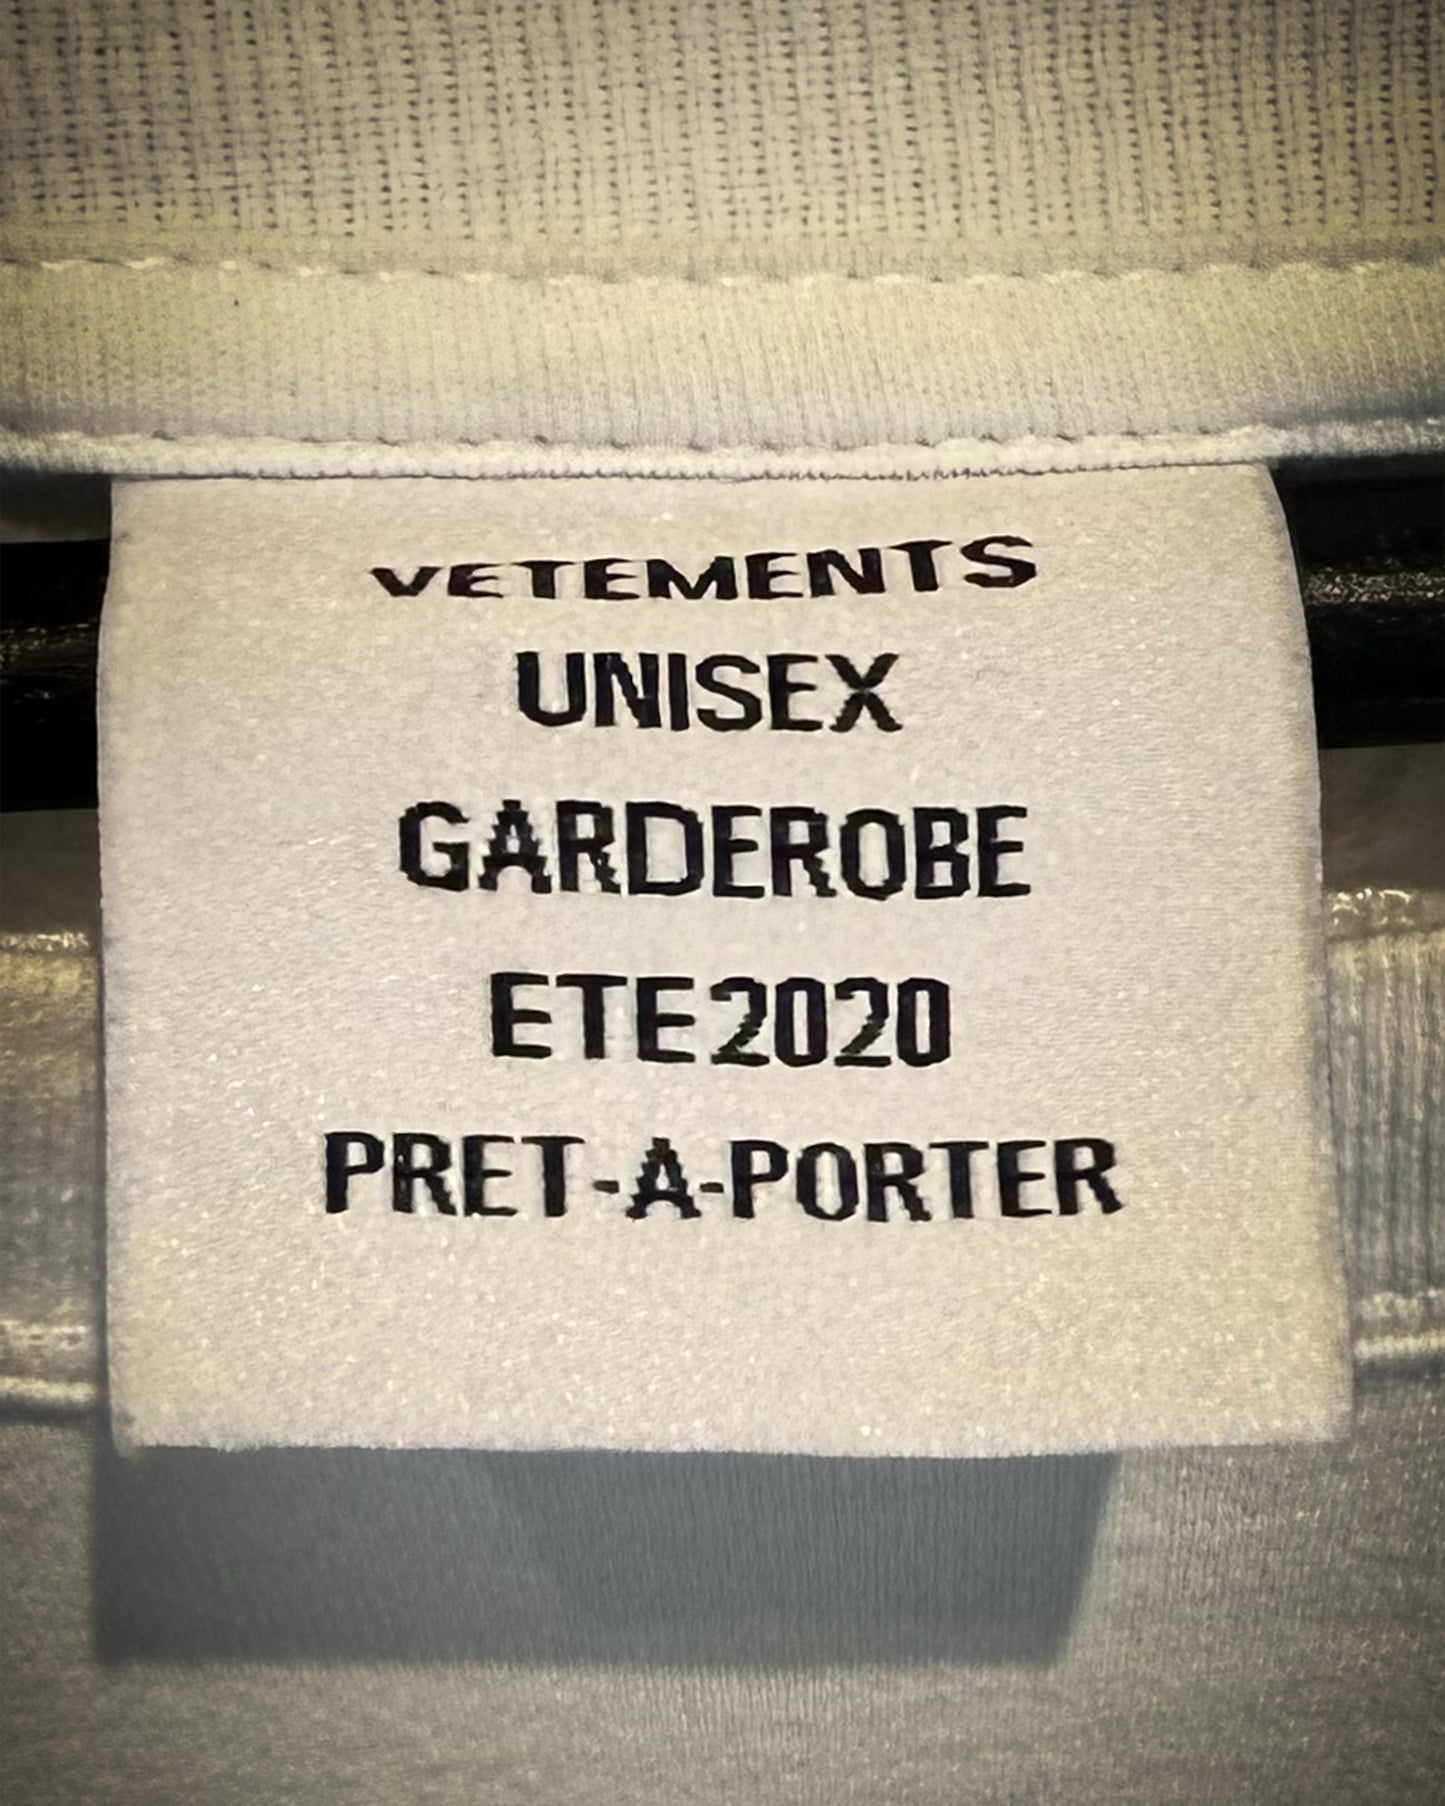 VETEMENTS
UNISEX
GARDEROBE
ETE2020
PRET-A-PORTER